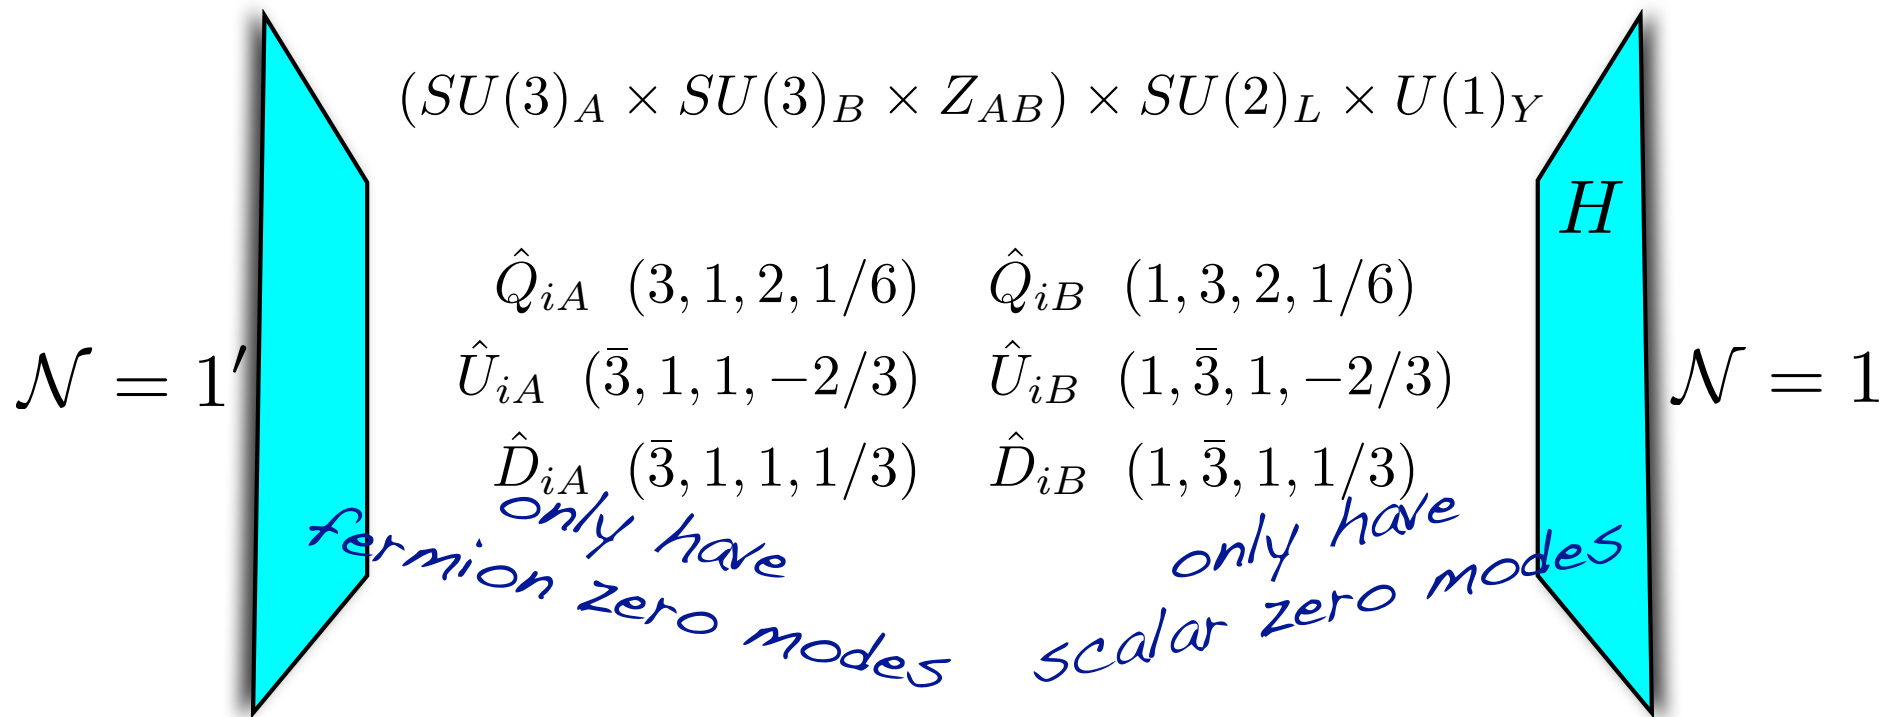 (SU(3)_A × SU(3)_B × Z_{AB}) × SU(2)_L × U(1)_Y
H
Q̂_{iA} (3, 1, 2, 1/6) Q̂_{iB} (1, 3, 2, 1/6)
𝒩 = 1′ Û_{iA} (3̄, 1, 1, −2/3) Û_{iB} (1, 3̄, 1, −2/3) 𝒩 = 1
D̂_{iA} (3̄, 1, 1, 1/3) D̂_{iB} (1, 3̄, 1, 1/3)
only have
fermion zero modes
only have
scalar zero modes